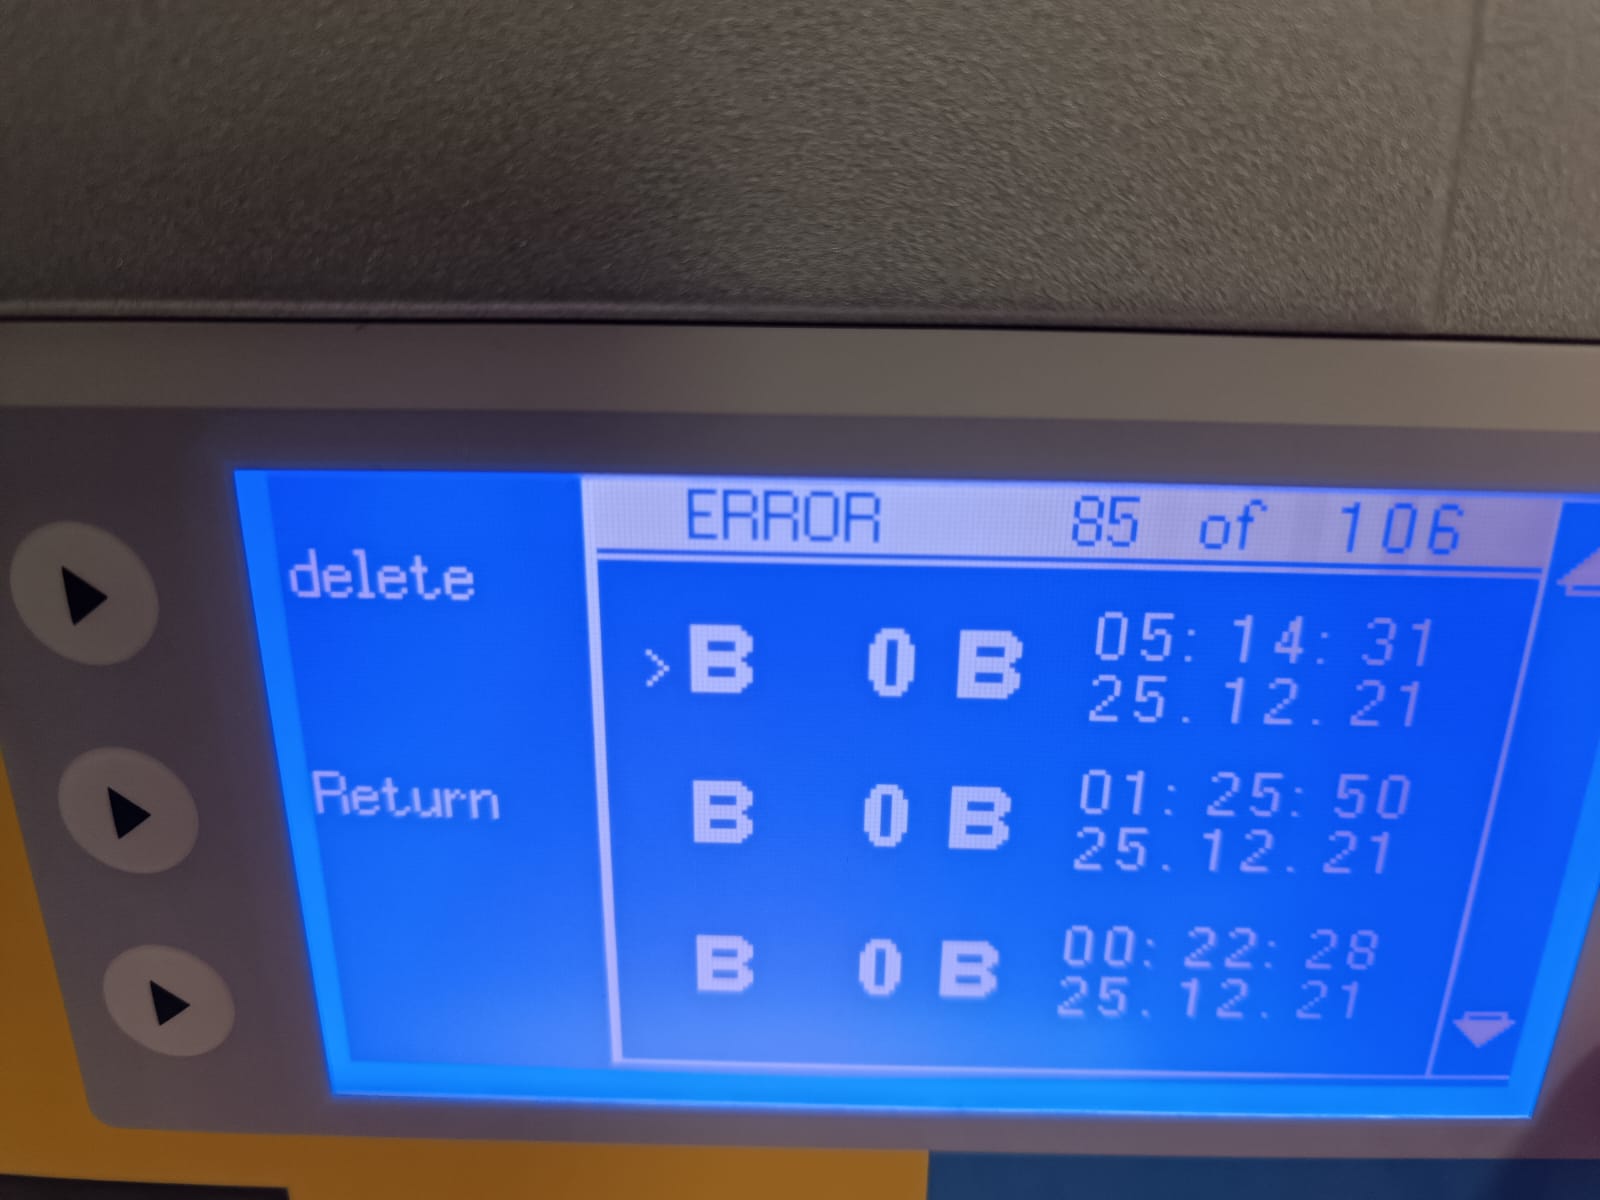 ERROR 85 of 106
delete
>B 0 B 05:14:31
25.12.21
Return
B 0 B 01:25:50
25.12.21
B 0 B 00:22:28
25.12.21